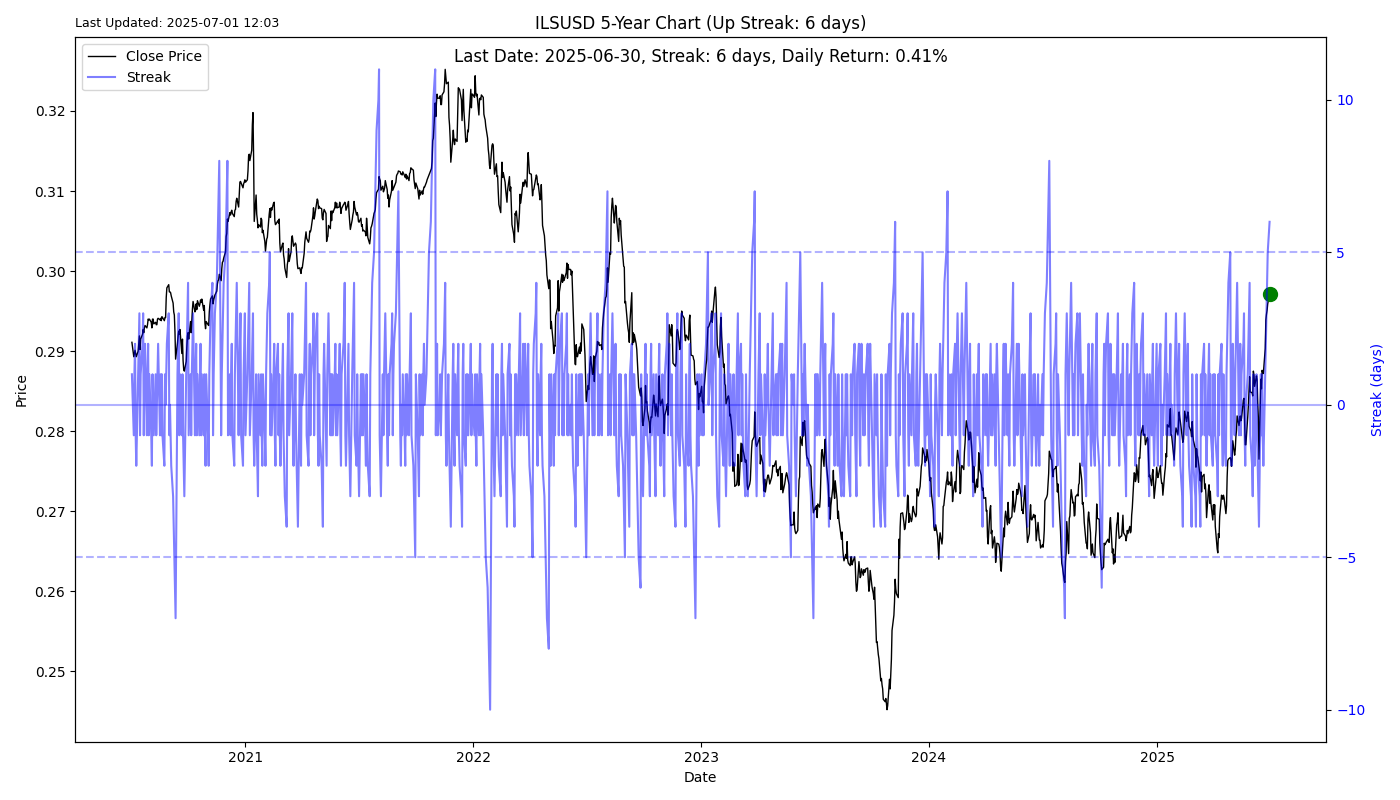 Last Updated: 2025-07-01 12:03
ILSUSD 5-Year Chart (Up Streak: 6 days)
Last Date: 2025-06-30, Streak: 6 days, Daily Return: 0.41%
Close Price
Streak
0.32
0.31
0.30
0.29
0.28
0.27
0.26
0.25
Price
10
5
0
−5
−10
Streak (days)
2021
2022
2023
2024
2025
Date